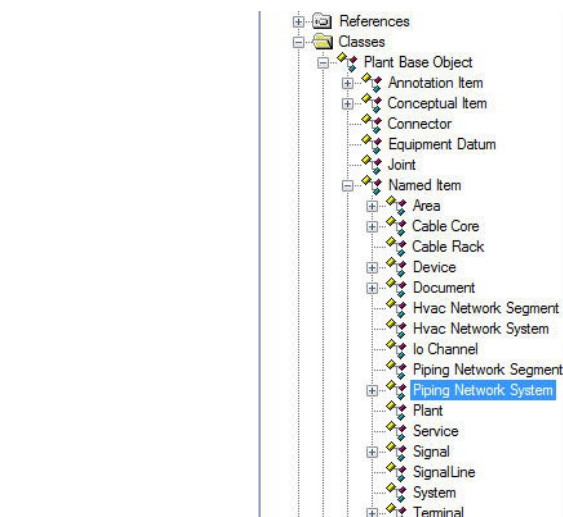 References
Classes
Plant Base Object
Annotation Item
Conceptual Item
Connector
Equipment Datum
Joint
Named Item
Area
Cable Core
Cable Rack
Device
Document
Hvac Network Segment
Hvac Network System
Io Channel
Piping Network Segment
Piping Network System
Plant
Service
Signal
SignalLine
System
Terminal